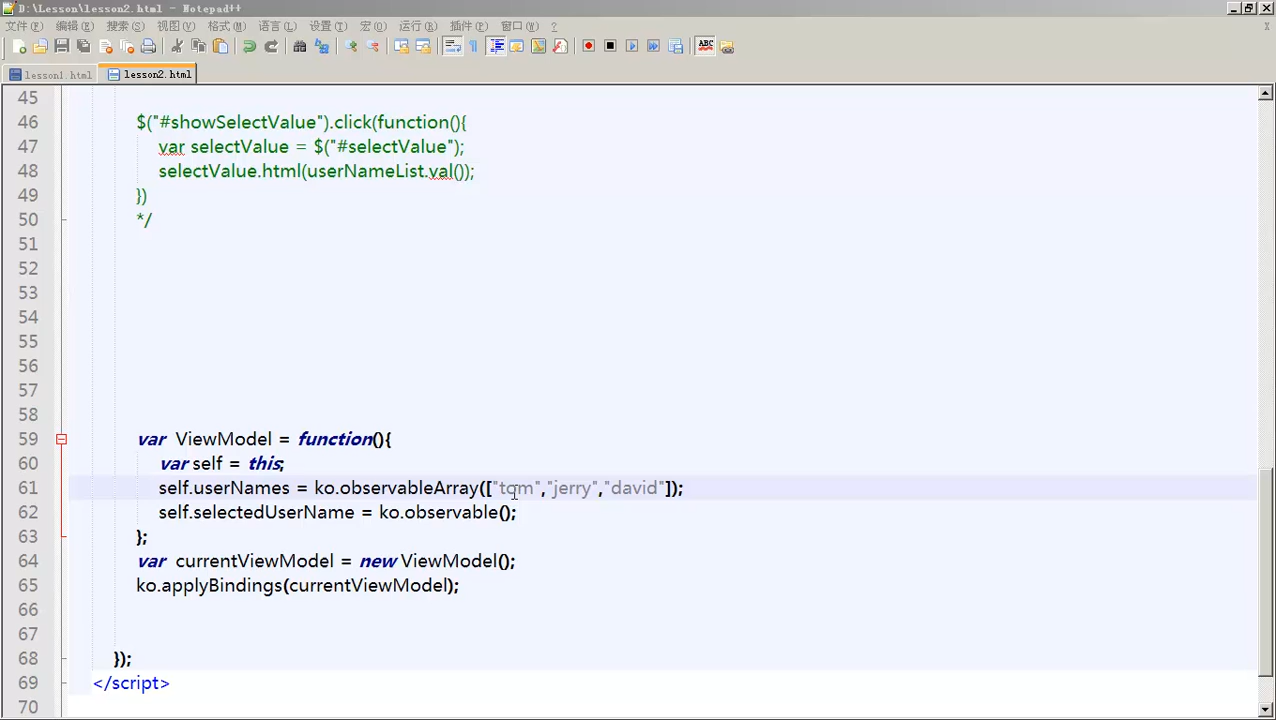 D:\Lesson\lesson2.html - Notepad++
文件(F) 编辑(E) 搜索(S) 视图(V) 格式(M) 语言(L) 设置(T) 宏(O) 运行(R) 插件(P) 窗口(W) ?
X
lesson1.html lesson2.html
ABC
45
46 $("#showSelectValue").click(function(){
47 var selectValue = $("#selectValue");
48 selectValue.html(userNameList.val());
49 })
50 */
51
52
53
54
55
56
57
58
59 var ViewModel = function(){
60 var self = this;
61 self.userNames = ko.observableArray(["tom","jerry","david"]);
62 self.selectedUserName = ko.observable();
63 };
64 var currentViewModel = new ViewModel();
65 ko.applyBindings(currentViewModel);
66
67
68 });
69 </script>
70